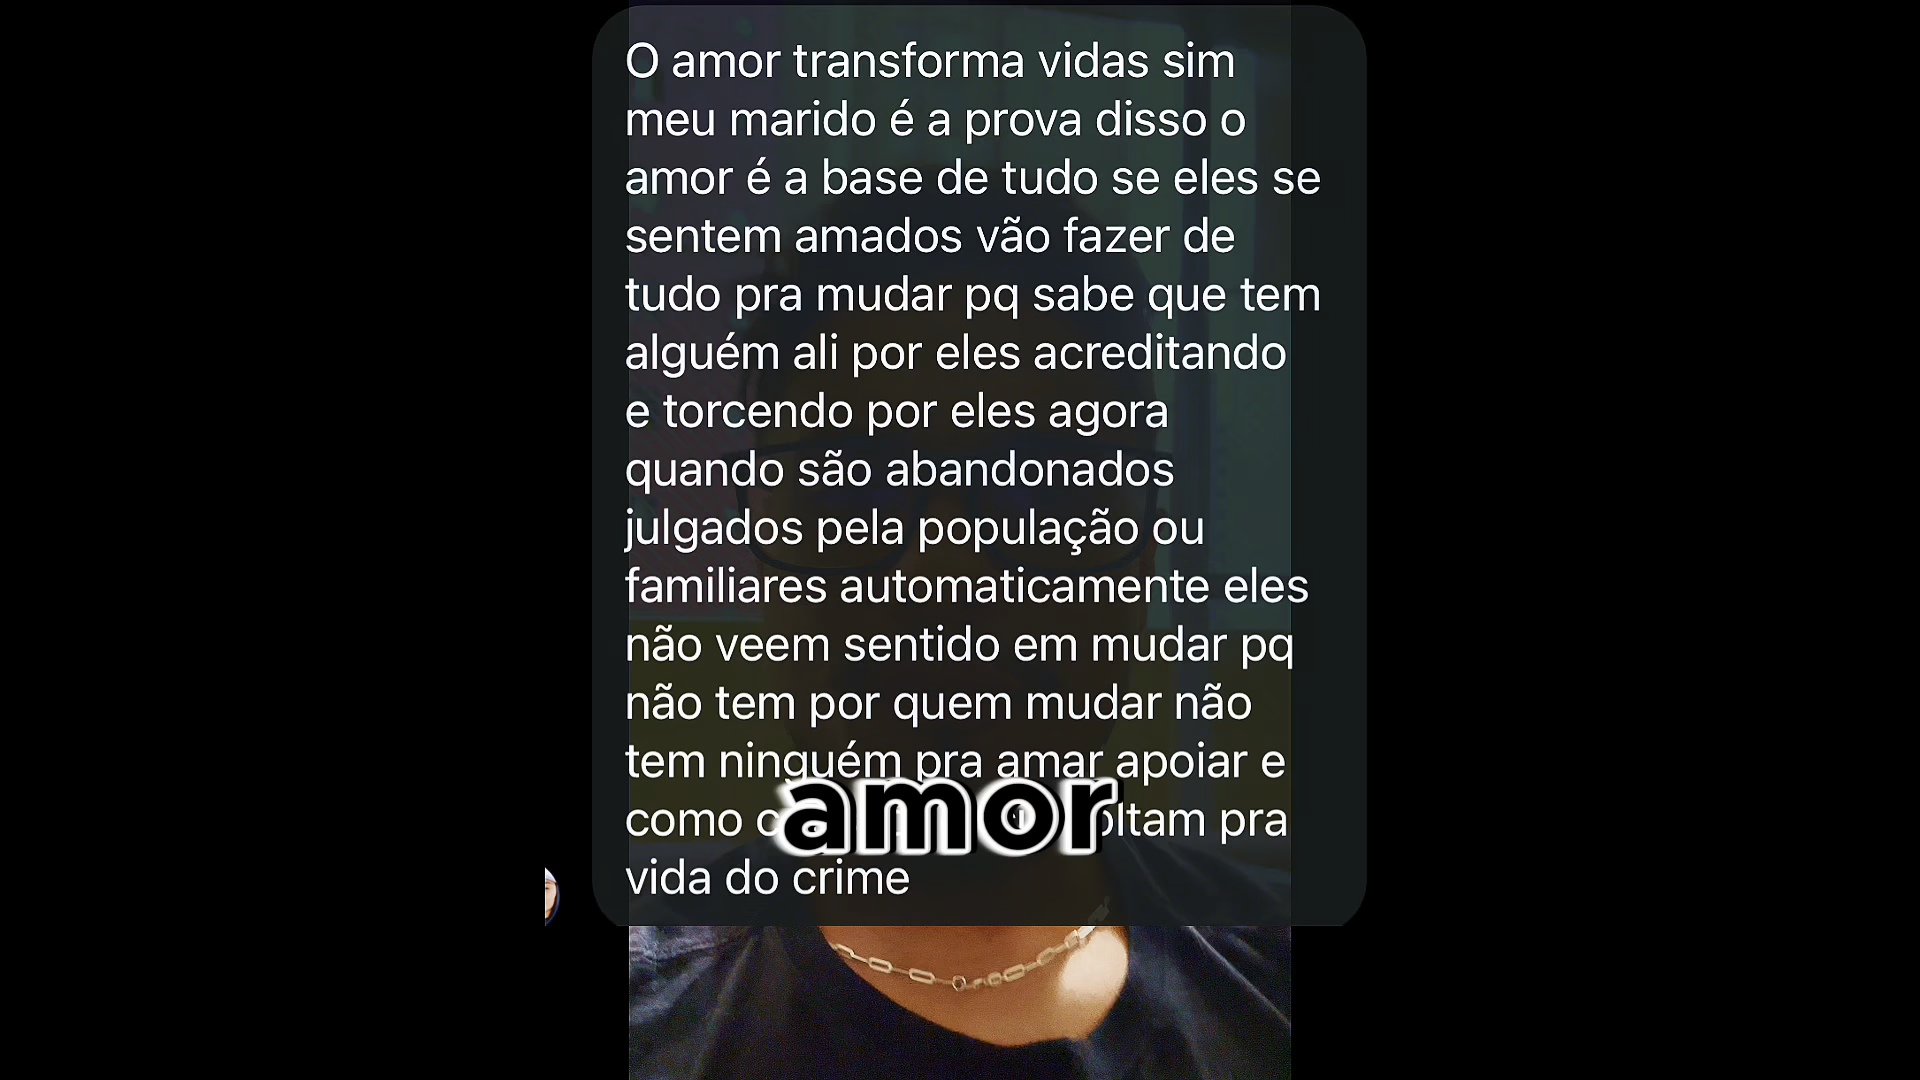 O amor transforma vidas sim
meu marido é a prova disso o
amor é a base de tudo se eles se
sentem amados vão fazer de
tudo pra mudar pq sabe que tem
alguém ali por eles acreditando
e torcendo por eles agora
quando são abandonados
julgados pela população ou
familiares automaticamente eles
não veem sentido em mudar pq
não tem por quem mudar não
tem ninguém pra amar apoiar e
como pra
vida do crime
amor